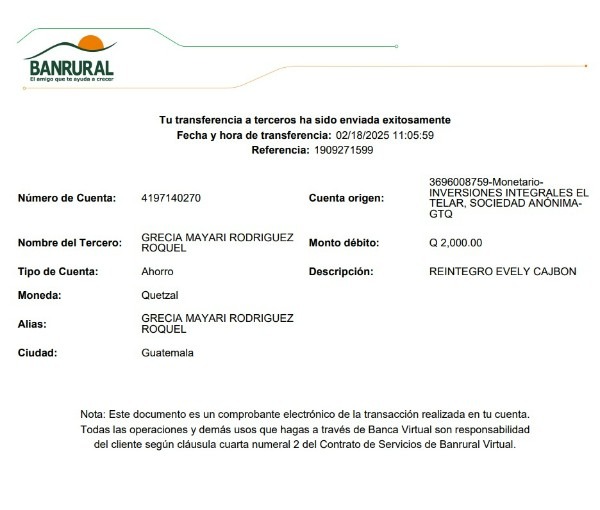 BANRURAL
El amigo que te ayuda a crecer
Tu transferencia a terceros ha sido enviada exitosamente
Fecha y hora de transferencia: 02/18/2025 11:05:59
Referencia: 1909271599
Número de Cuenta: 4197140270
Cuenta origen: 3696008759-Monetario-
INVERSIONES INTEGRALES EL
TELAR, SOCIEDAD ANÓNIMA-
GTQ
Nombre del Tercero: GRECIA MAYARI RODRIGUEZ
ROQUEL
Monto débito: Q 2,000.00
Tipo de Cuenta: Ahorro
Descripción: REINTEGRO EVELY CAJBON
Moneda: Quetzal
Alias: GRECIA MAYARI RODRIGUEZ
ROQUEL
Ciudad: Guatemala
Nota: Este documento es un comprobante electrónico de la transacción realizada en tu cuenta.
Todas las operaciones y demás usos que hagas a través de Banca Virtual son responsabilidad
del cliente según cláusula cuarta numeral 2 del Contrato de Servicios de Banrural Virtual.